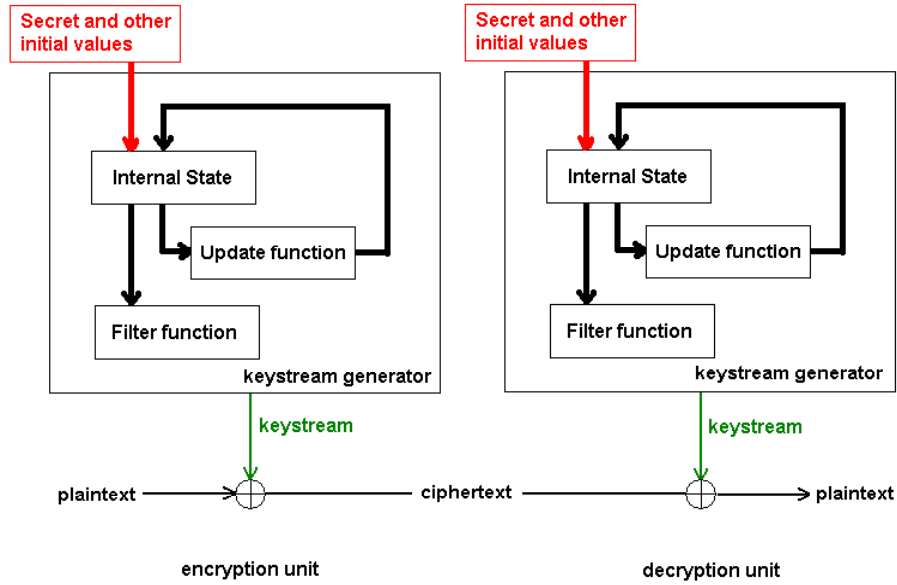 Secret and other
initial values
Internal State
Update function
Filter function
keystream generator
keystream
Secret and other
initial values
Internal State
Update function
Filter function
keystream generator
keystream
plaintext
ciphertext
plaintext
encryption unit
decryption unit